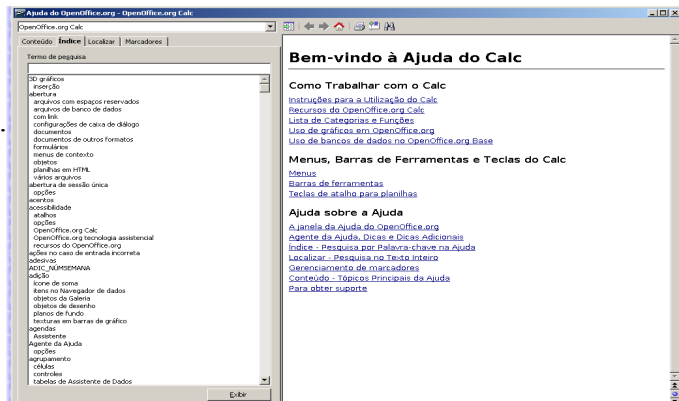 Ajuda do OpenOffice.org - OpenOffice.org Calc
OpenOffice.org Calc
Conteúdo Índice Localizar Marcadores
Termo de pesquisa
3D gráficos
inserção
abertura
arquivos com espaços reservados
arquivos de banco de dados
com link
configurações de caixa de diálogo
documentos
documentos de outros formatos
formulários
menus de contexto
objetos
planilhas em HTML
vários arquivos
abertura de sessão única
opções
acentos
acessibilidade
atalhos
opções
OpenOffice.org Calc
OpenOffice.org tecnologia assistencial
recursos do OpenOffice.org
ações no caso de entrada incorreta
adesivas
ADIC_NÚMSEMANA
adição
ícone de soma
itens no Navegador de dados
objetos da Galeria
objetos de desenho
planos de fundo
texturas em barras de gráfico
agendas
Assistente
Agente da Ajuda
opções
agrupamento
células
controles
tabelas de Assistente de Dados
Exibir
Bem-vindo à Ajuda do Calc
Como Trabalhar com o Calc
Instruções para a Utilização do Calc
Recursos do OpenOffice.org Calc
Lista de Categorias e Funções
Uso de gráficos em OpenOffice.org
Uso de bancos de dados no OpenOffice.org Base
Menus, Barras de Ferramentas e Teclas do Calc
Menus
Barras de ferramentas
Teclas de atalho para planilhas
Ajuda sobre a Ajuda
A janela da Ajuda do OpenOffice.org
Agente da Ajuda, Dicas e Dicas Adicionais
Índice - Pesquisa por Palavra-chave na Ajuda
Localizar - Pesquisa no Texto Inteiro
Gerenciamento de marcadores
Conteúdo - Tópicos Principais da Ajuda
Para obter suporte